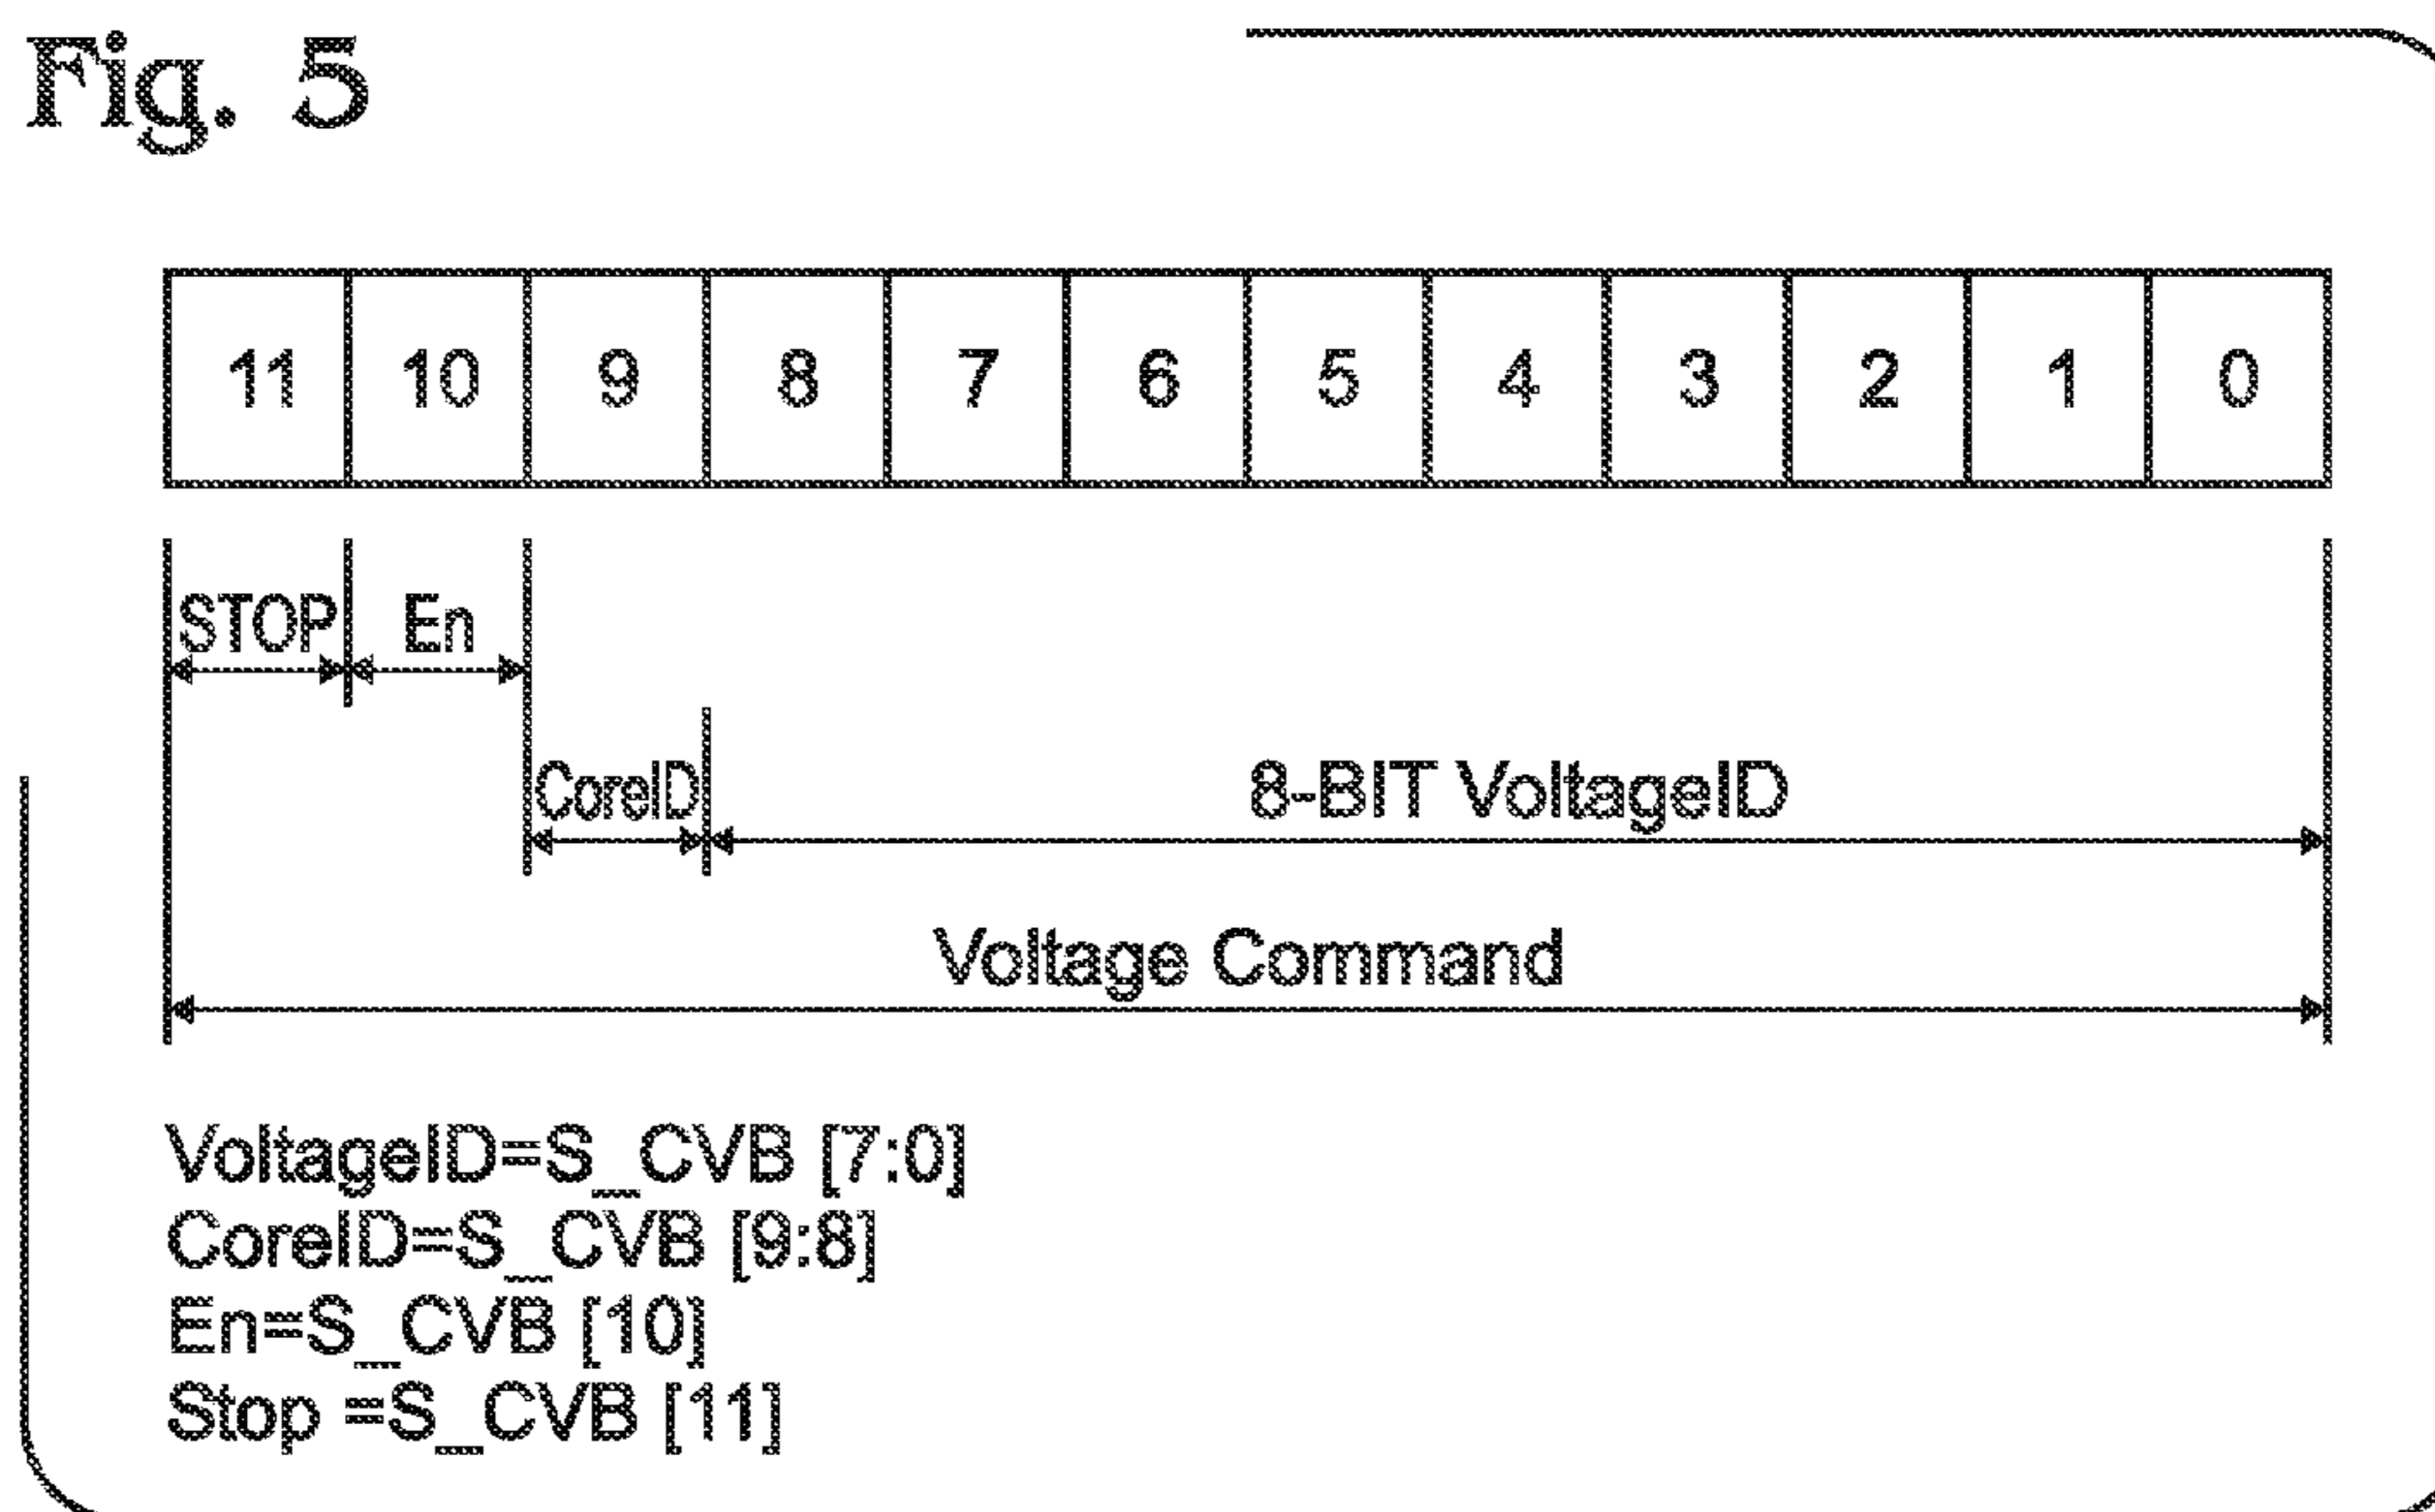 Fig. 5
11 10 9 8 7 6 5 4 3 2 1 0
STOP En
CoreID 8-BIT VoltageID
Voltage Command
VoltageID=S_CVB [7:0]
CoreID=S_CVB [9:8]
En=S_CVB [10]
Stop =S_CVB [11]